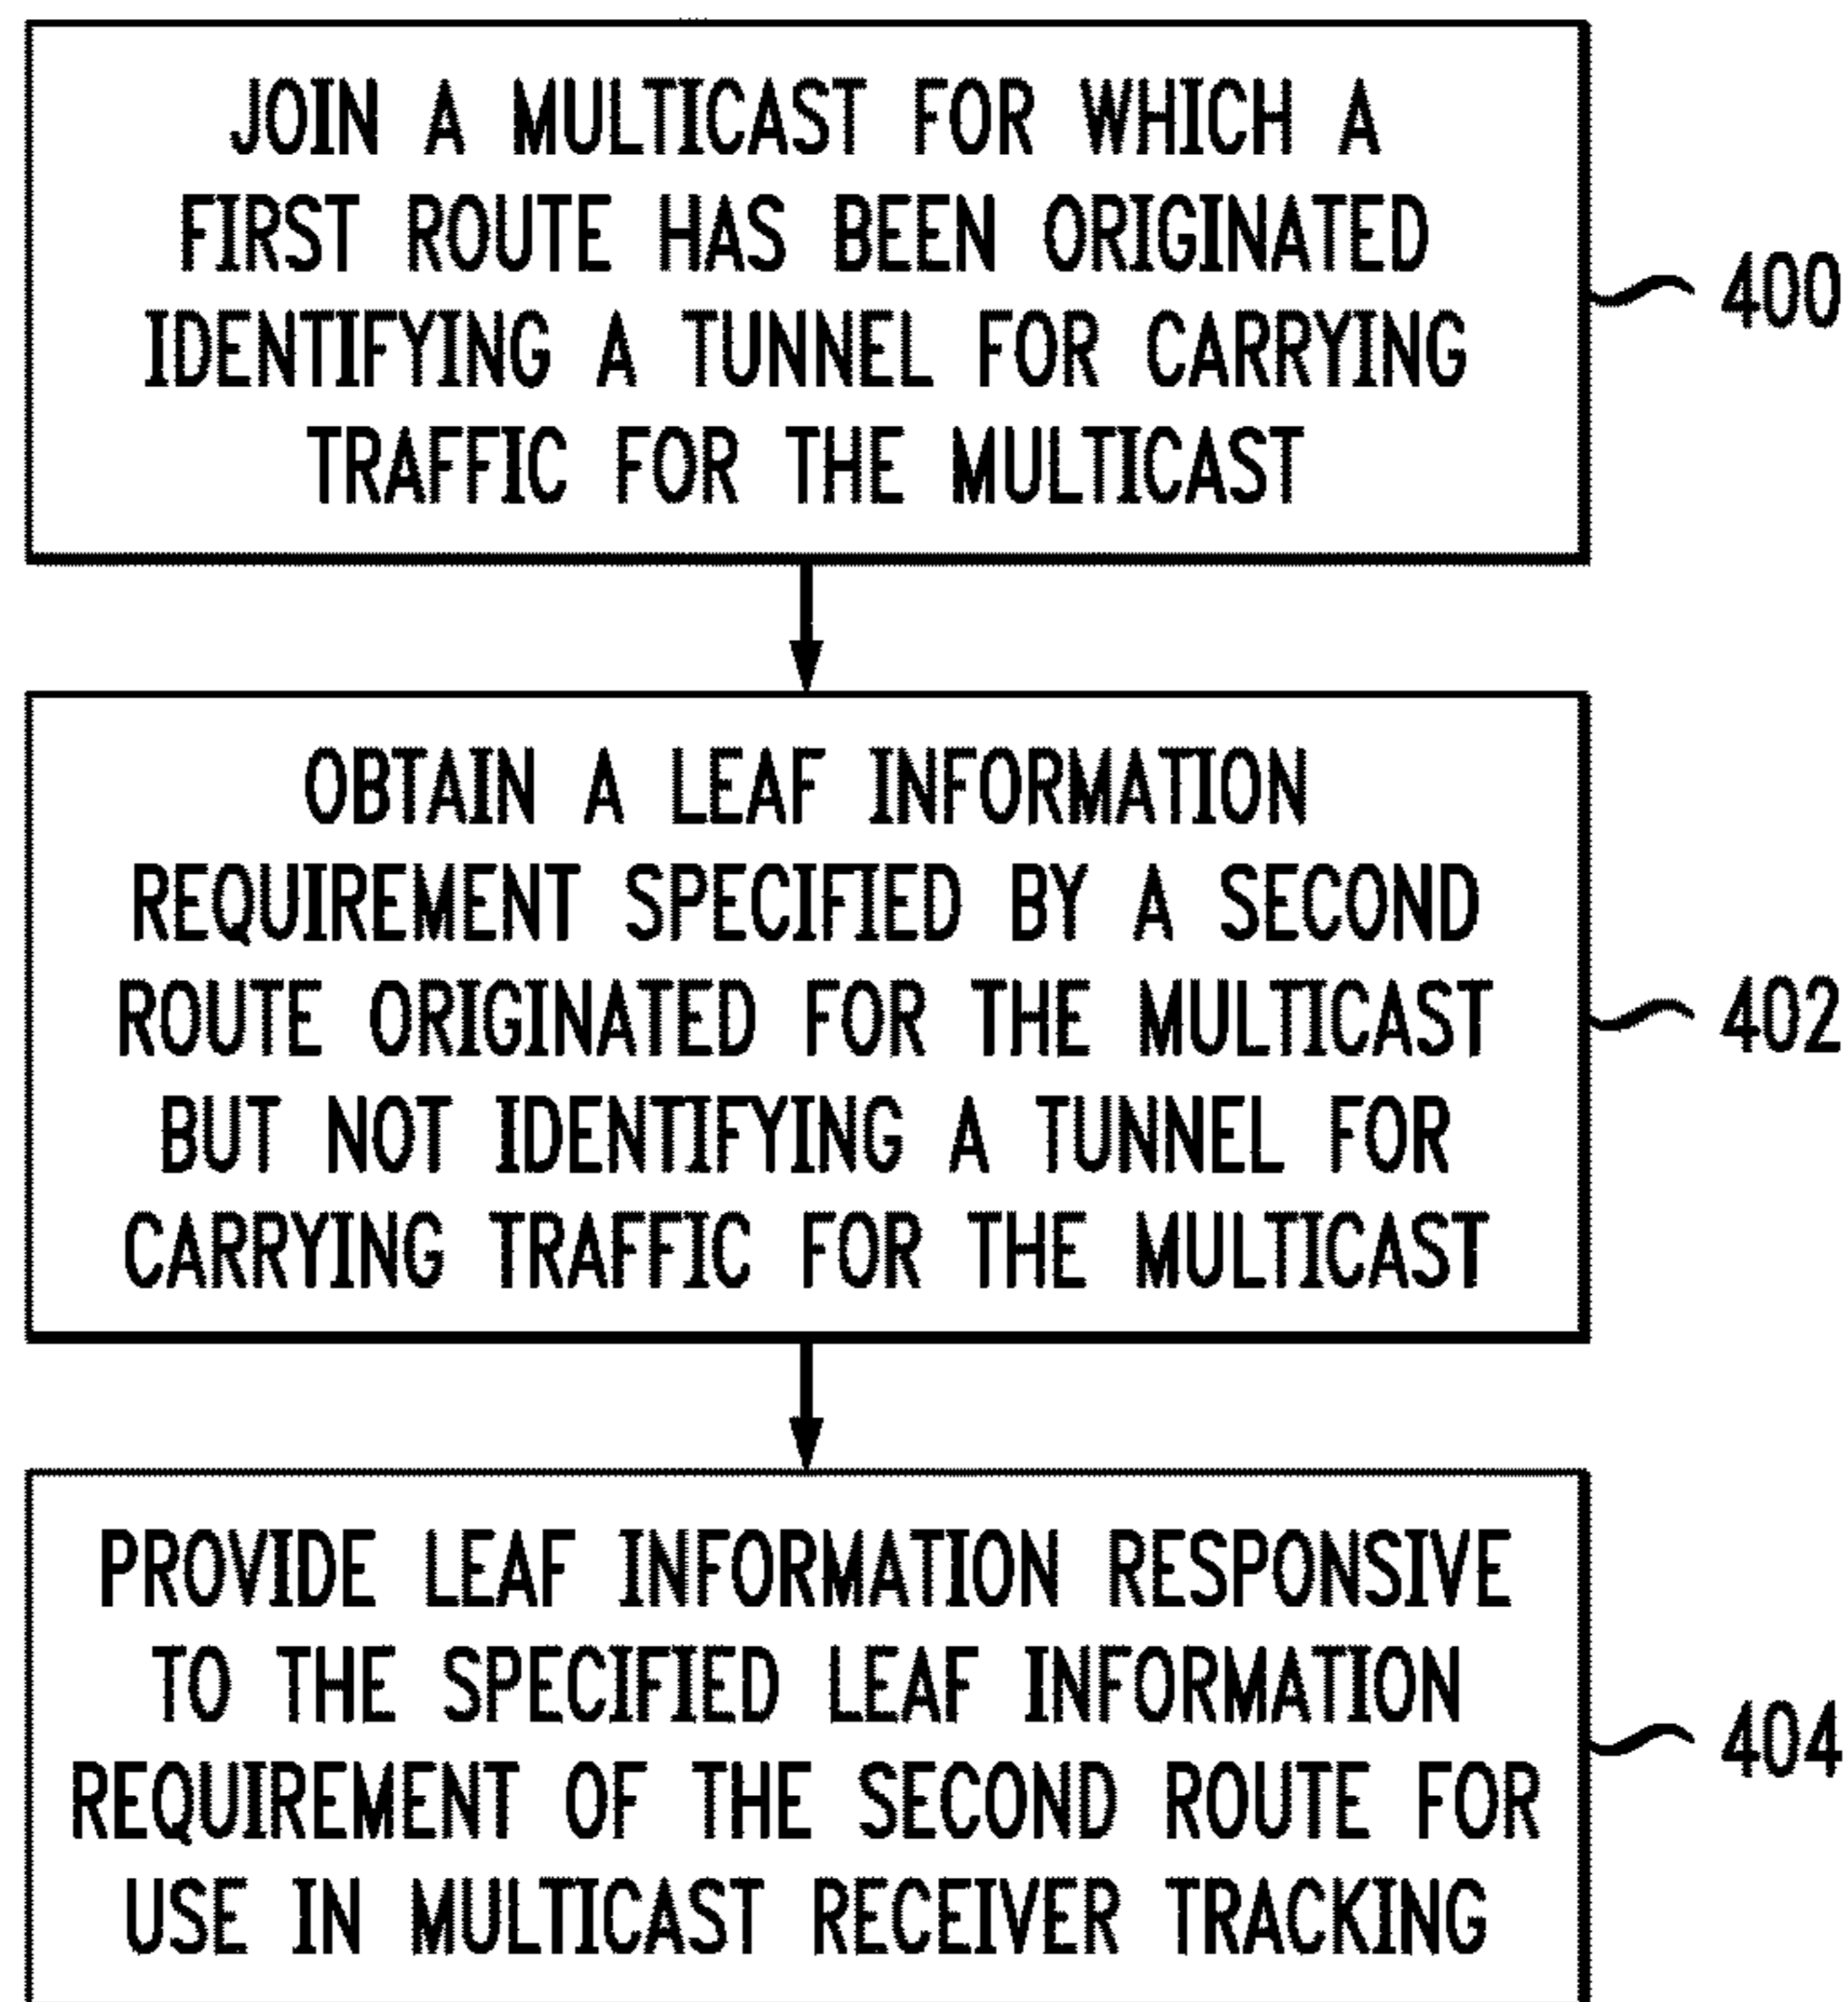 JOIN A MULTICAST FOR WHICH A
FIRST ROUTE HAS BEEN ORIGINATED
IDENTIFYING A TUNNEL FOR CARRYING
TRAFFIC FOR THE MULTICAST
400
OBTAIN A LEAF INFORMATION
REQUIREMENT SPECIFIED BY A SECOND
ROUTE ORIGINATED FOR THE MULTICAST
BUT NOT IDENTIFYING A TUNNEL FOR
CARRYING TRAFFIC FOR THE MULTICAST
402
PROVIDE LEAF INFORMATION RESPONSIVE
TO THE SPECIFIED LEAF INFORMATION
REQUIREMENT OF THE SECOND ROUTE FOR
USE IN MULTICAST RECEIVER TRACKING
404